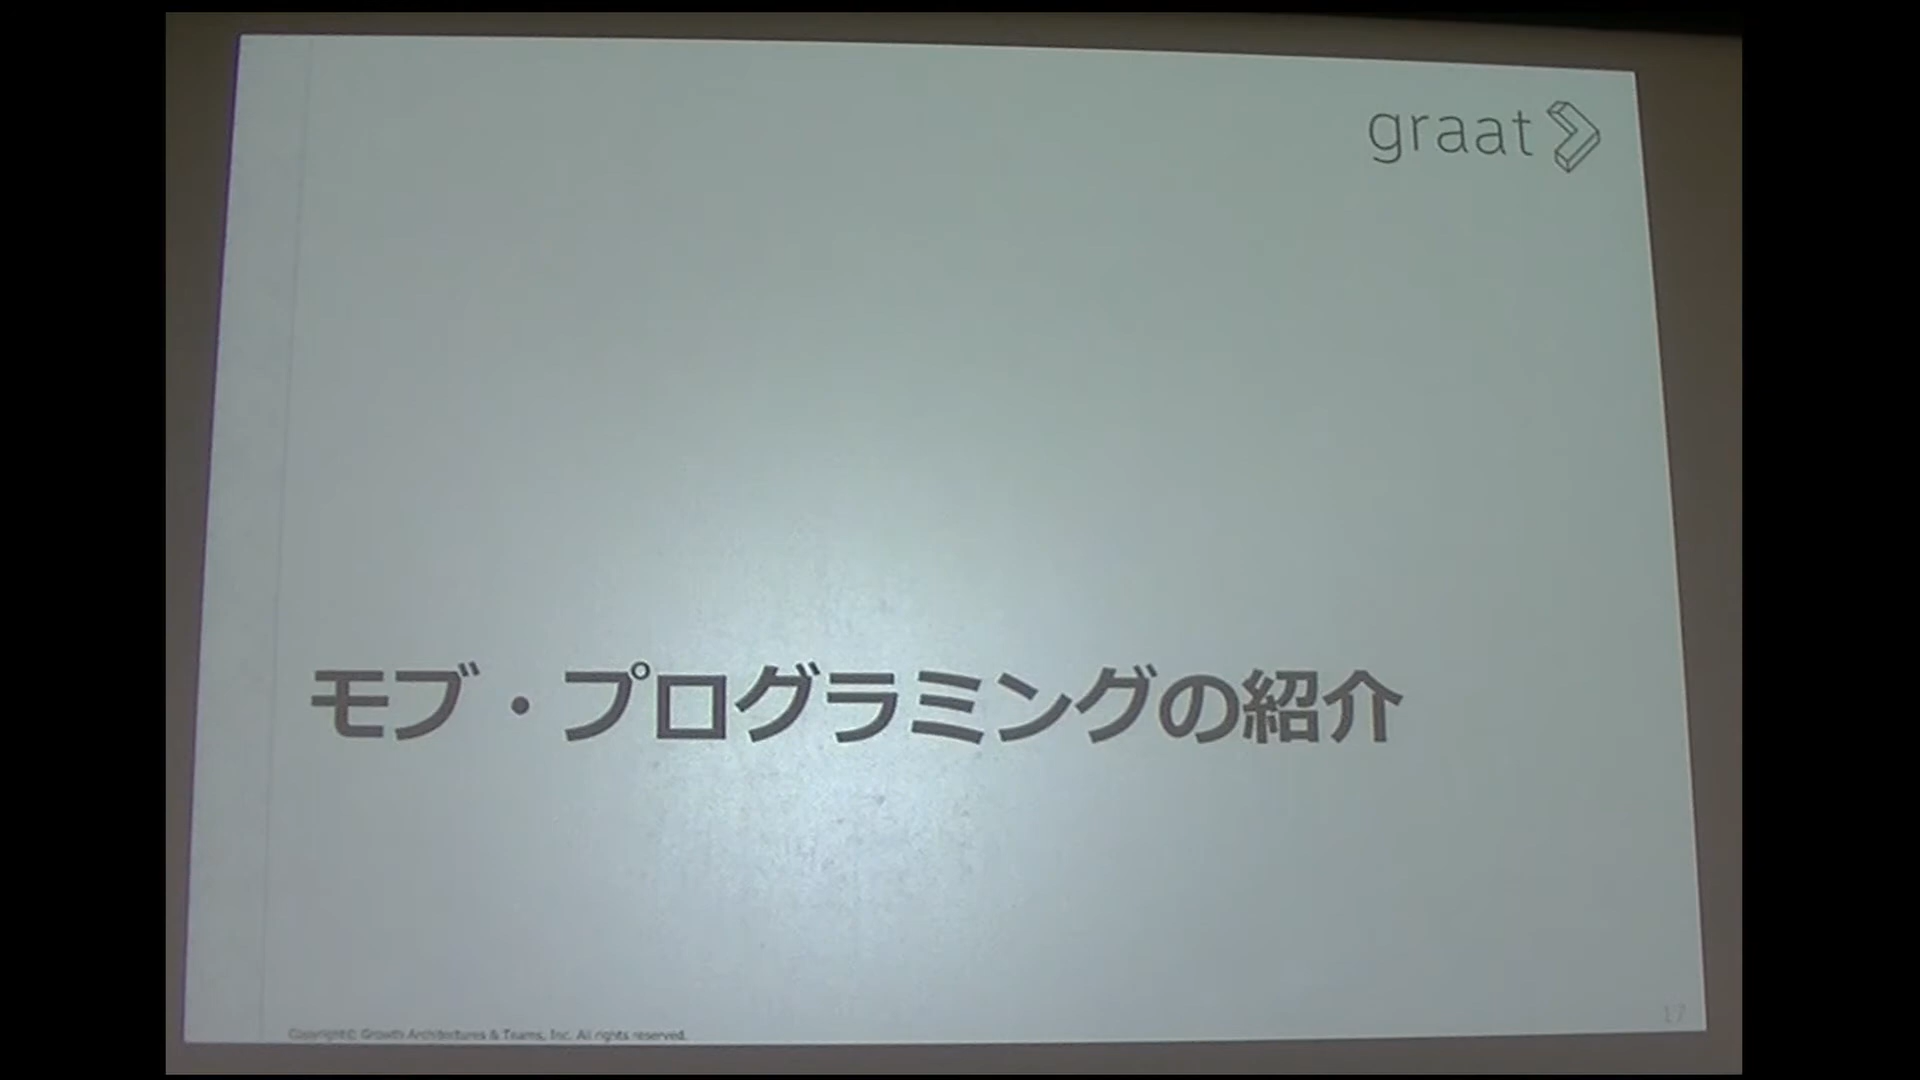 graat
モブ・プログラミングの紹介
Copyright© Growth Architectures & Teams, Inc. All rights reserved.
17